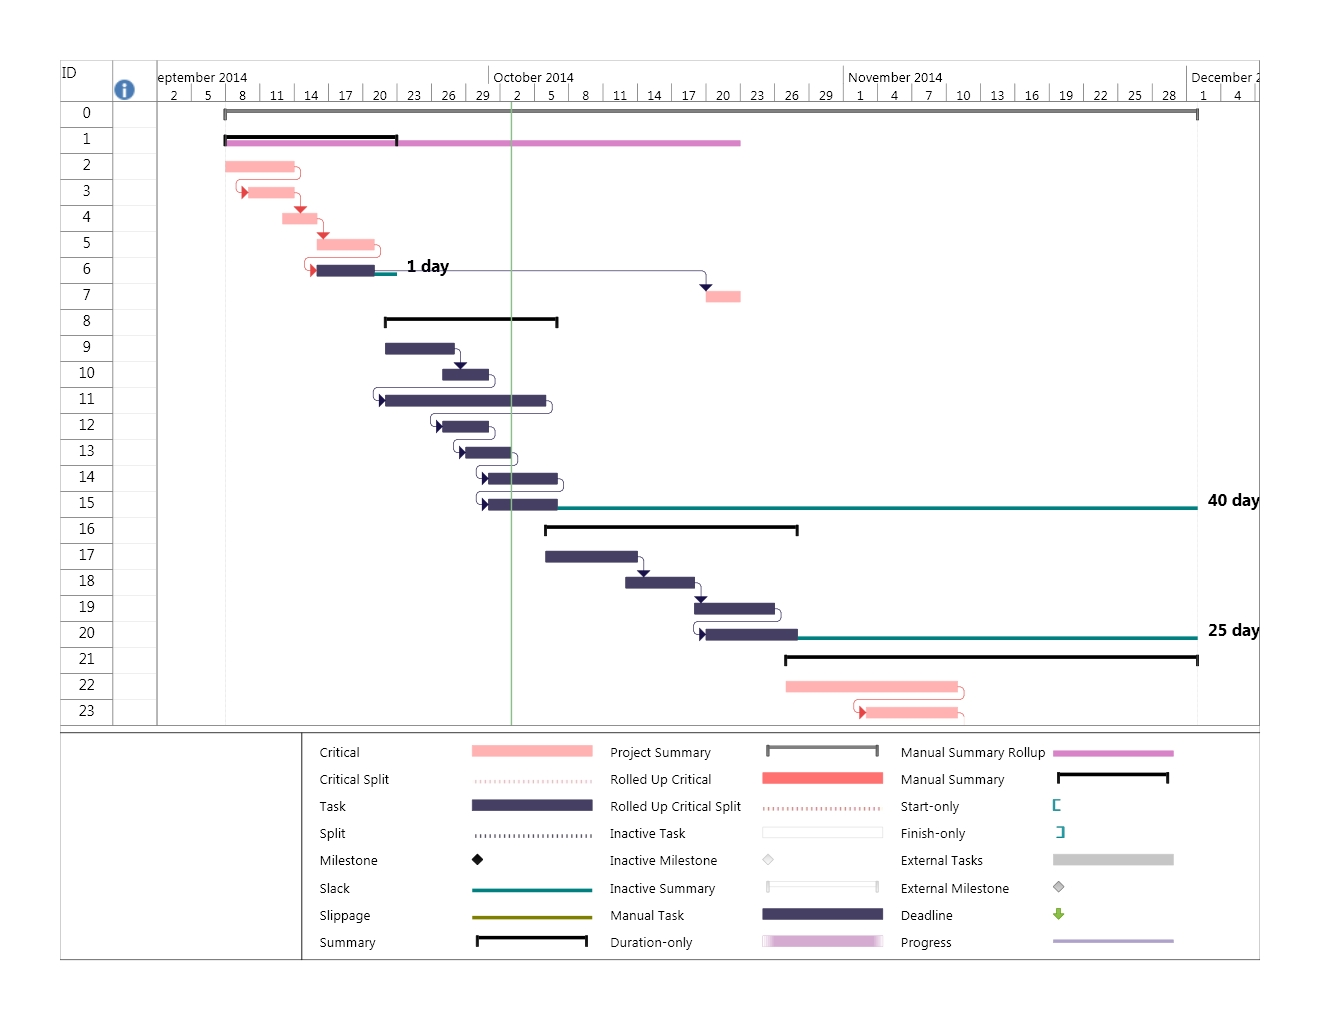 ID
i
eptember 2014 October 2014 November 2014 December 2
2 5 8 11 14 17 20 23 26 29 2 5 8 11 14 17 20 23 26 29 1 4 7 10 13 16 19 22 25 28 1 4
0
1
2
3
4
5
6 1 day
7
8
9
10
11
12
13
14
15 40 day
16
17
18
19
20 25 day
21
22
23
Critical Project Summary Manual Summary Rollup
Critical Split Rolled Up Critical Manual Summary
Task Rolled Up Critical Split Start-only
Split Inactive Task Finish-only
Milestone Inactive Milestone External Tasks
Slack Inactive Summary External Milestone
Slippage Manual Task Deadline
Summary Duration-only Progress